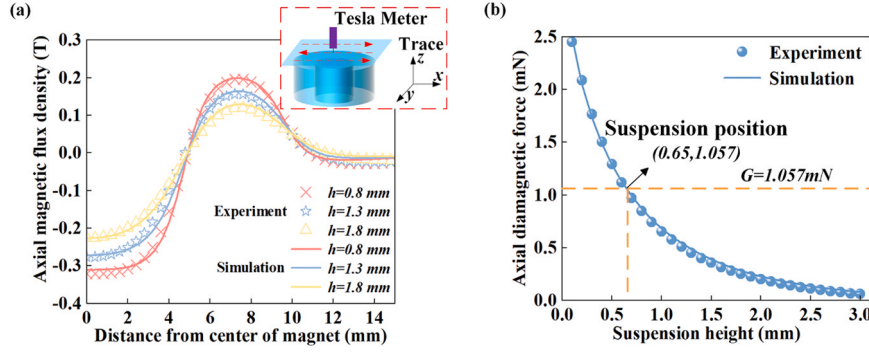 (a)
Axial magnetic flux density (T)
0.3
0.2
0.1
0.0
-0.1
-0.2
-0.3
-0.4
0 2 4 6 8 10 12 14
Distance from center of magnet (mm)
Tesla Meter
Trace
z
x
y
Experiment
h=0.8 mm
h=1.3 mm
h=1.8 mm
Simulation
h=0.8 mm
h=1.3 mm
h=1.8 mm
(b)
Axial diamagnetic force (mN)
2.5
2.0
1.5
1.0
0.5
0.0
0.0 0.5 1.0 1.5 2.0 2.5 3.0
Suspension height (mm)
Experiment
Simulation
Suspension position
(0.65,1.057)
G=1.057mN